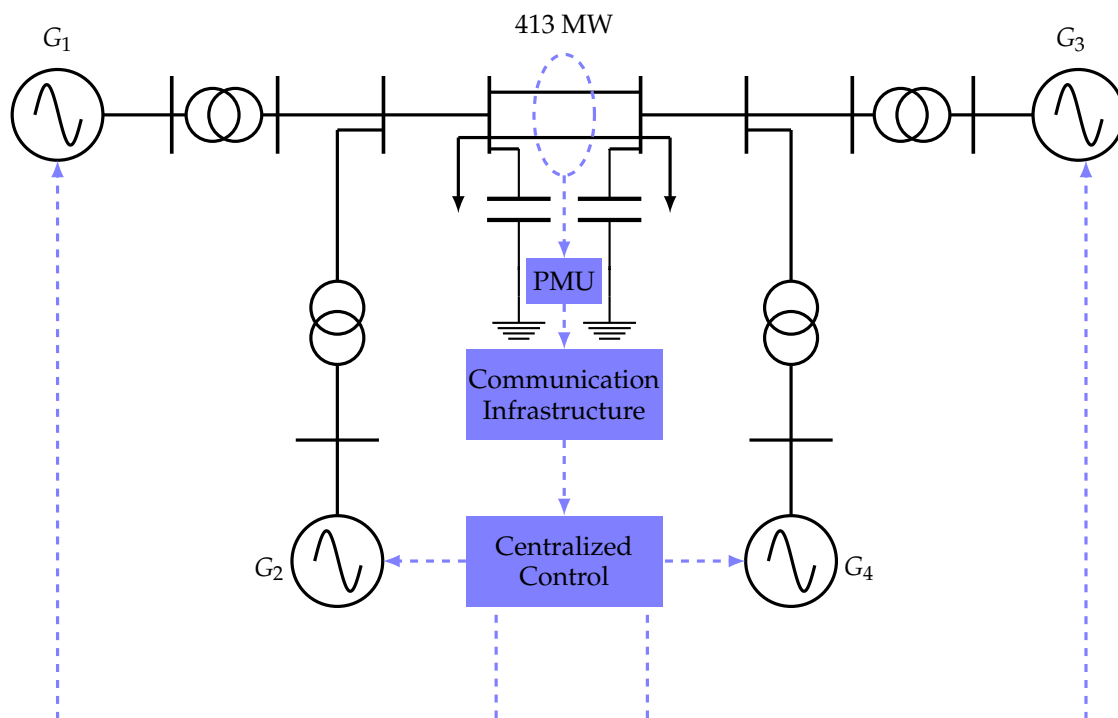 413 MW
G1
G3
PMU
Communication
Infrastructure
Centralized
Control
G2
G4